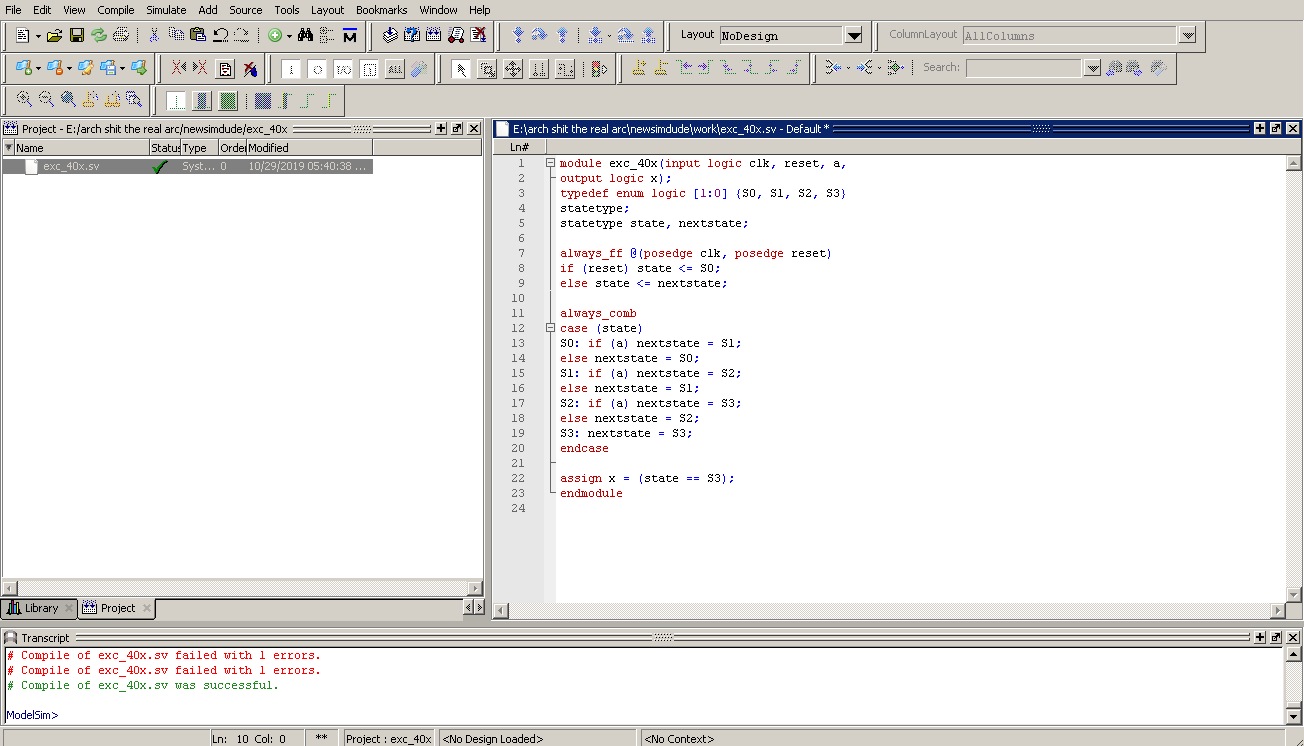 File Edit View Compile Simulate Add Source Tools Layout Bookmarks Window Help
Layout NoDesign ColumnLayout AllColumns
Search:
Project - E:/arch shit the real arc/newsimdude/exc_40x
Name Status Type Order Modified
exc_40x.sv Syst... 0 10/29/2019 05:40:38 ...
Library Project
E:\arch shit the real arc\newsimdude\work\exc_40x.sv - Default *
Ln#
1 module exc_40x(input logic clk, reset, a,
2 output logic x);
3 typedef enum logic [1:0] {S0, S1, S2, S3}
4 statetype;
5 statetype state, nextstate;
6
7 always_ff @(posedge clk, posedge reset)
8 if (reset) state <= S0;
9 else state <= nextstate;
10
11 always_comb
12 case (state)
13 S0: if (a) nextstate = S1;
14 else nextstate = S0;
15 S1: if (a) nextstate = S2;
16 else nextstate = S1;
17 S2: if (a) nextstate = S3;
18 else nextstate = S2;
19 S3: nextstate = S3;
20 endcase
21
22 assign x = (state == S3);
23 endmodule
24
Transcript
# Compile of exc_40x.sv failed with 1 errors.
# Compile of exc_40x.sv failed with 1 errors.
# Compile of exc_40x.sv was successful.
ModelSim>
Ln: 10 Col: 0 ** Project : exc_40x <No Design Loaded> <No Context>